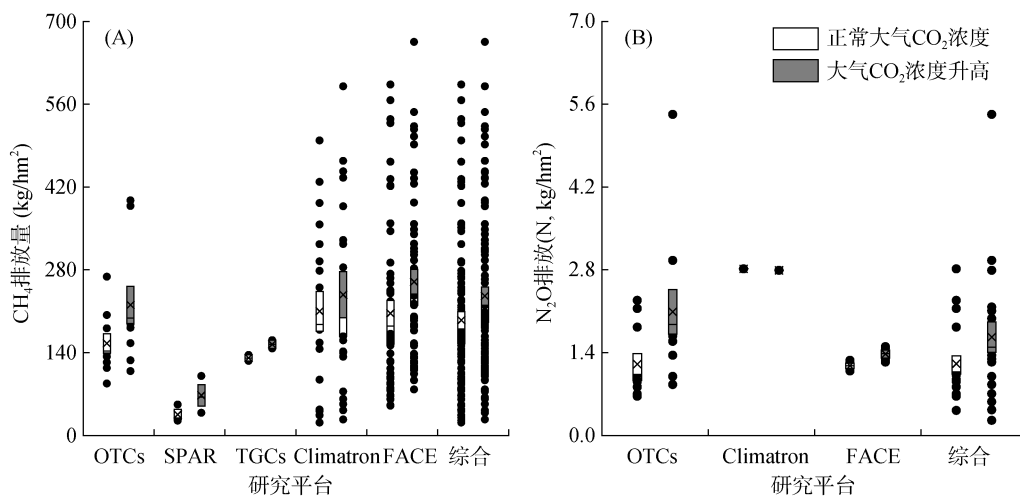 (A)
CH₄排放量 (kg/hm²)
700
560
420
280
140
0
OTCs SPAR TGCs Climatron FACE 综合
研究平台
(B)
正常大气CO₂浓度
大气CO₂浓度升高
N₂O排放(N, kg/hm²)
7.0
5.6
4.2
2.8
1.4
0.0
OTCs Climatron FACE 综合
研究平台